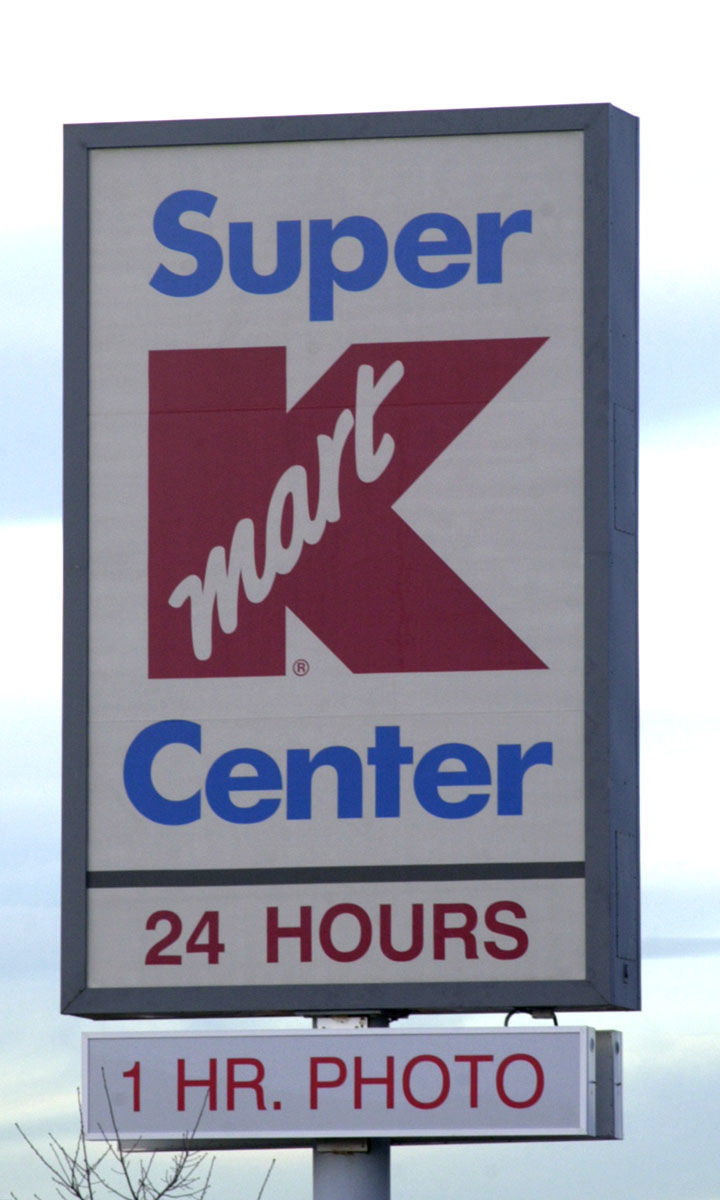 Super
K
mart
®
Center
24 HOURS
1 HR. PHOTO